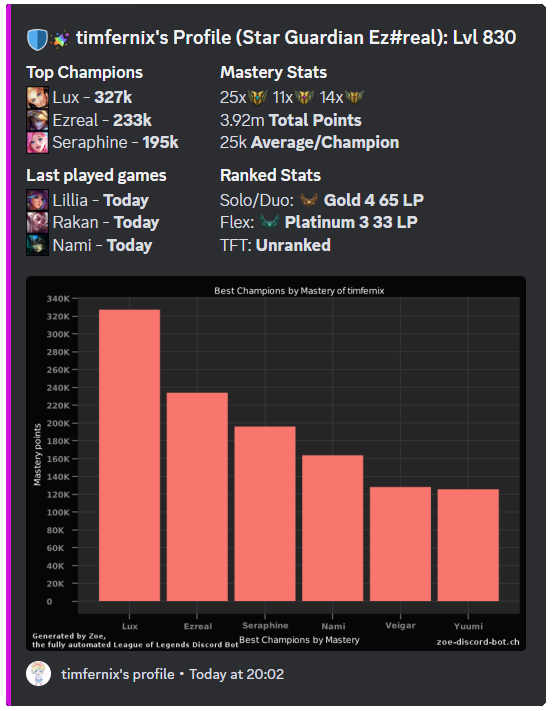 timfernix's Profile (Star Guardian Ez#real): Lvl 830
Top Champions
Lux - 327k
Ezreal - 233k
Seraphine - 195k
Mastery Stats
25x 11x 14x
3.92m Total Points
25k Average/Champion
Last played games
Lillia - Today
Rakan - Today
Nami - Today
Ranked Stats
Solo/Duo: Gold 4 65 LP
Flex: Platinum 3 33 LP
TFT: Unranked
Best Champions by Mastery of timfernix
Mastery points
340K
320K
300K
280K
260K
240K
220K
200K
180K
160K
140K
120K
100K
80K
60K
40K
20K
0
Lux Ezreal Seraphine Nami Veigar Yuumi
Best Champions by Mastery
Generated by Zoe,
the fully automated League of Legends Discord Bot
zoe-discord-bot.ch
timfernix's profile • Today at 20:02